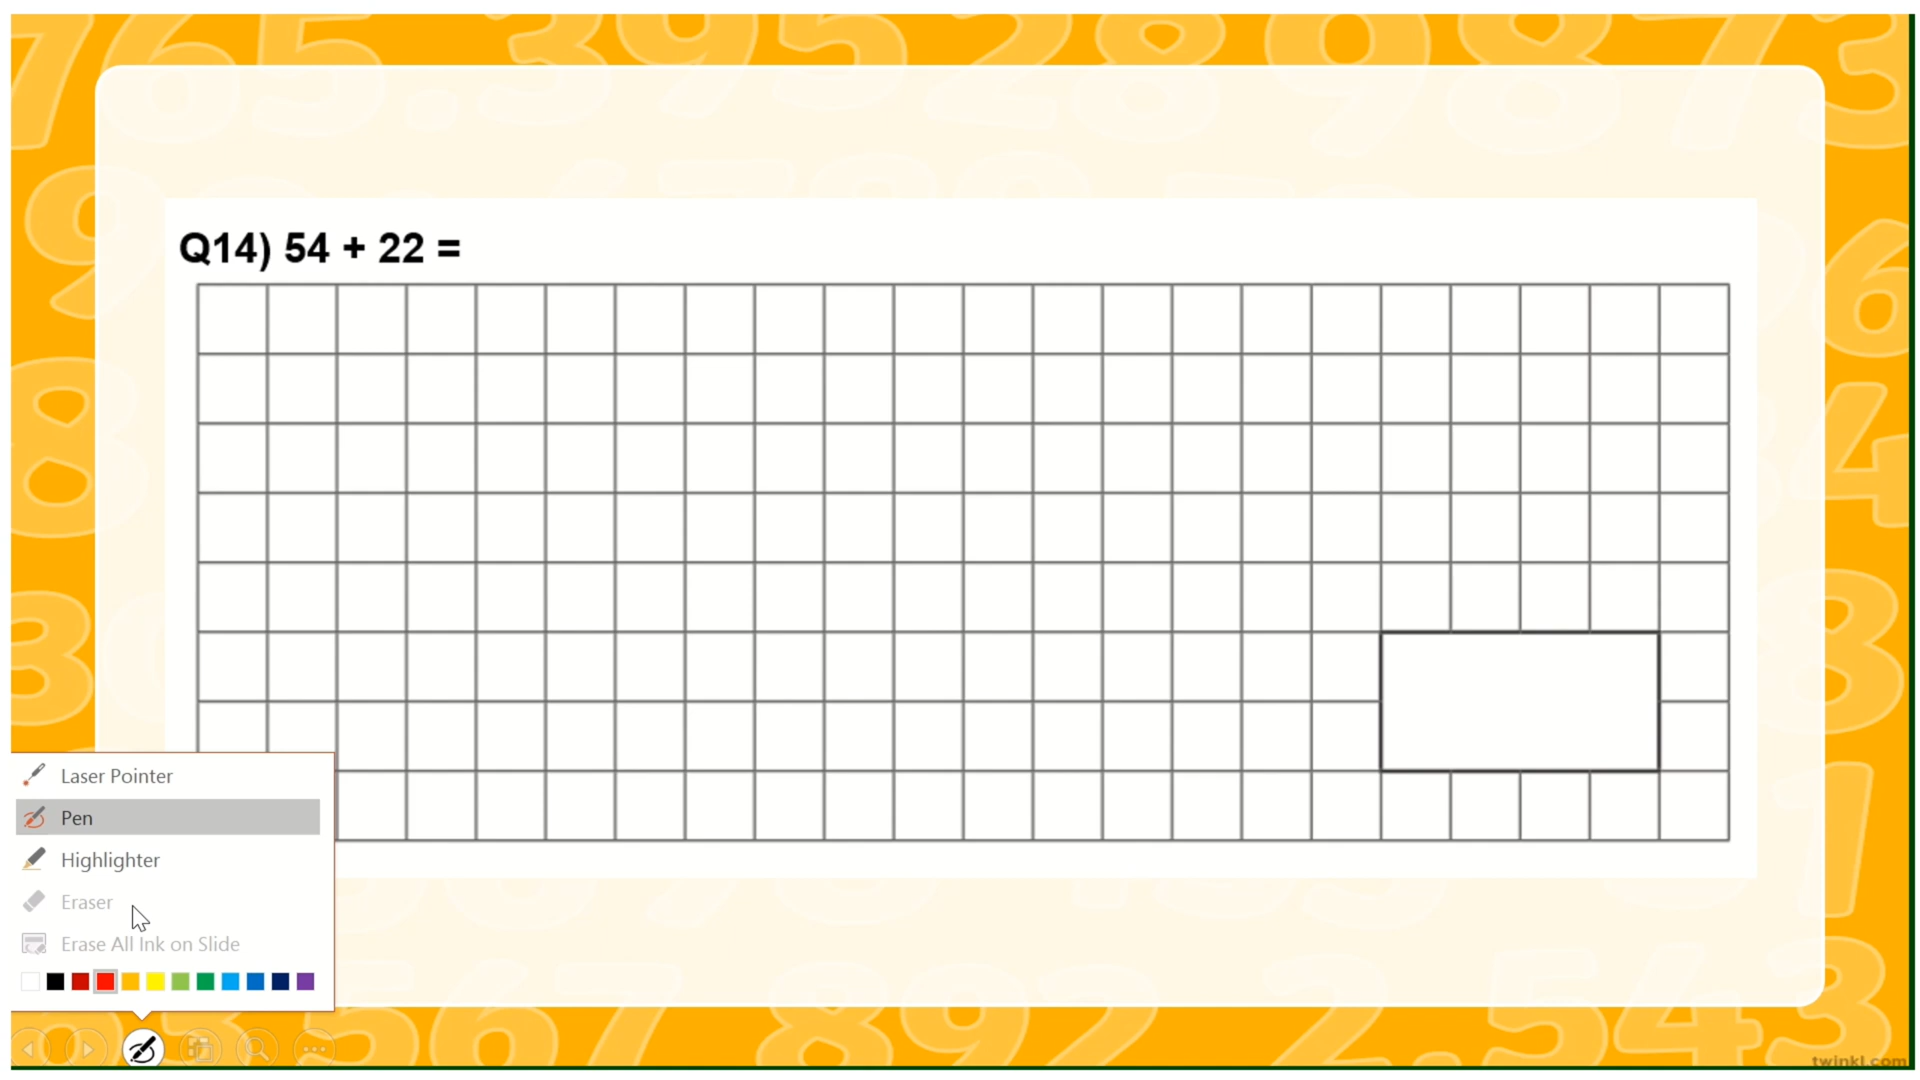 Q14) 54 + 22 =
Laser Pointer
Pen
Highlighter
Eraser
Erase All Ink on Slide
twinkl.com